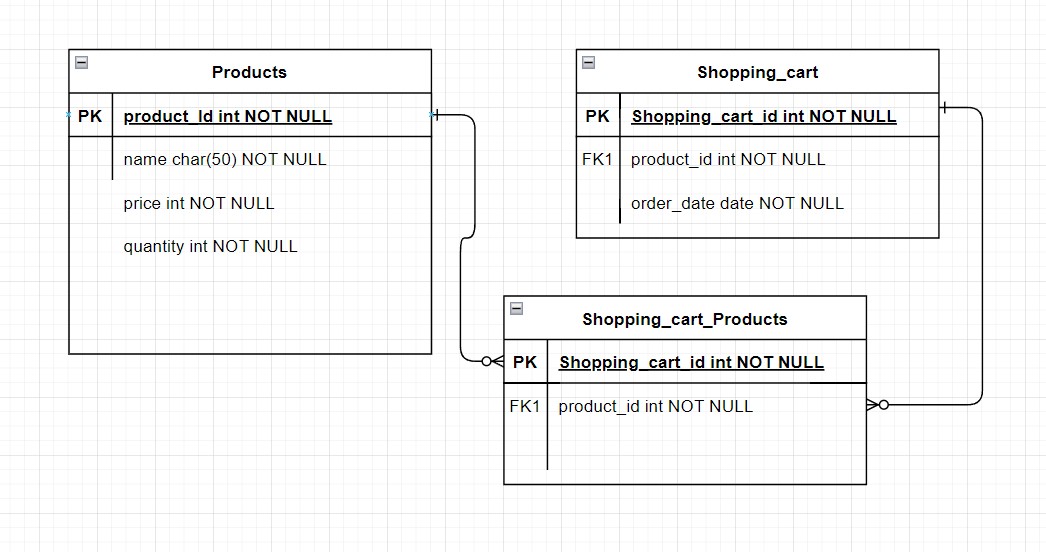 Products
PK product_Id int NOT NULL
name char(50) NOT NULL
price int NOT NULL
quantity int NOT NULL
Shopping_cart
PK Shopping_cart_id int NOT NULL
FK1 product_id int NOT NULL
order_date date NOT NULL
Shopping_cart_Products
PK Shopping_cart_id int NOT NULL
FK1 product_id int NOT NULL